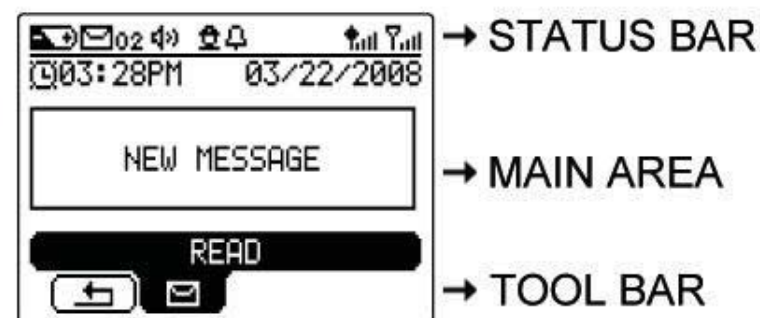 02
→ STATUS BAR
03:28PM 03/22/2008
NEW MESSAGE
→ MAIN AREA
READ
→ TOOL BAR